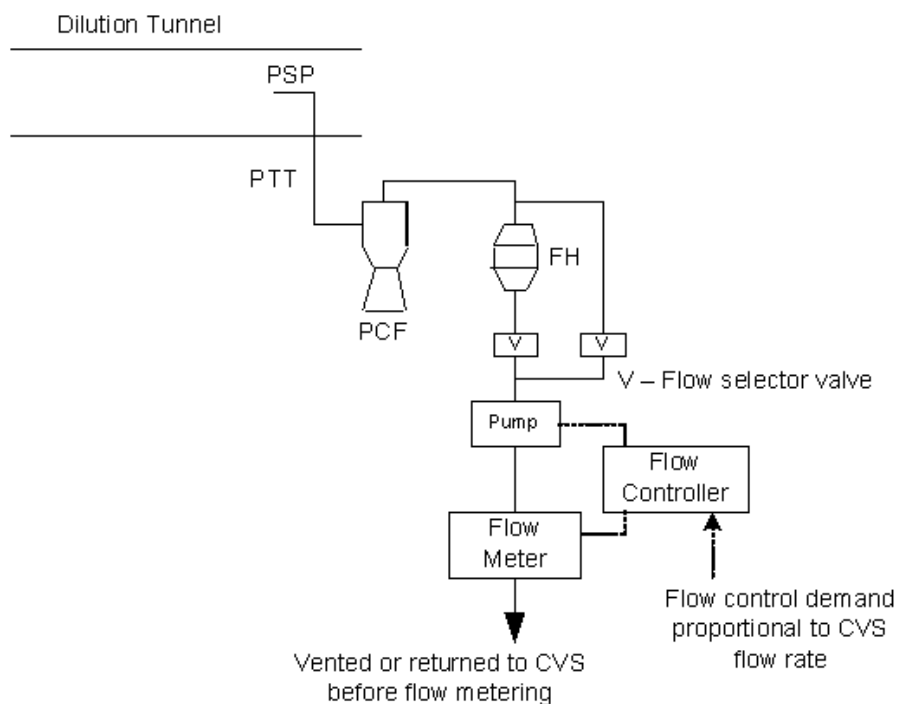 Dilution Tunnel
PSP
PTT
FH
PCF
V
V
V – Flow selector valve
Pump
Flow
Controller
Flow
Meter
Flow control demand
proportional to CVS
flow rate
Vented or returned to CVS
before flow metering